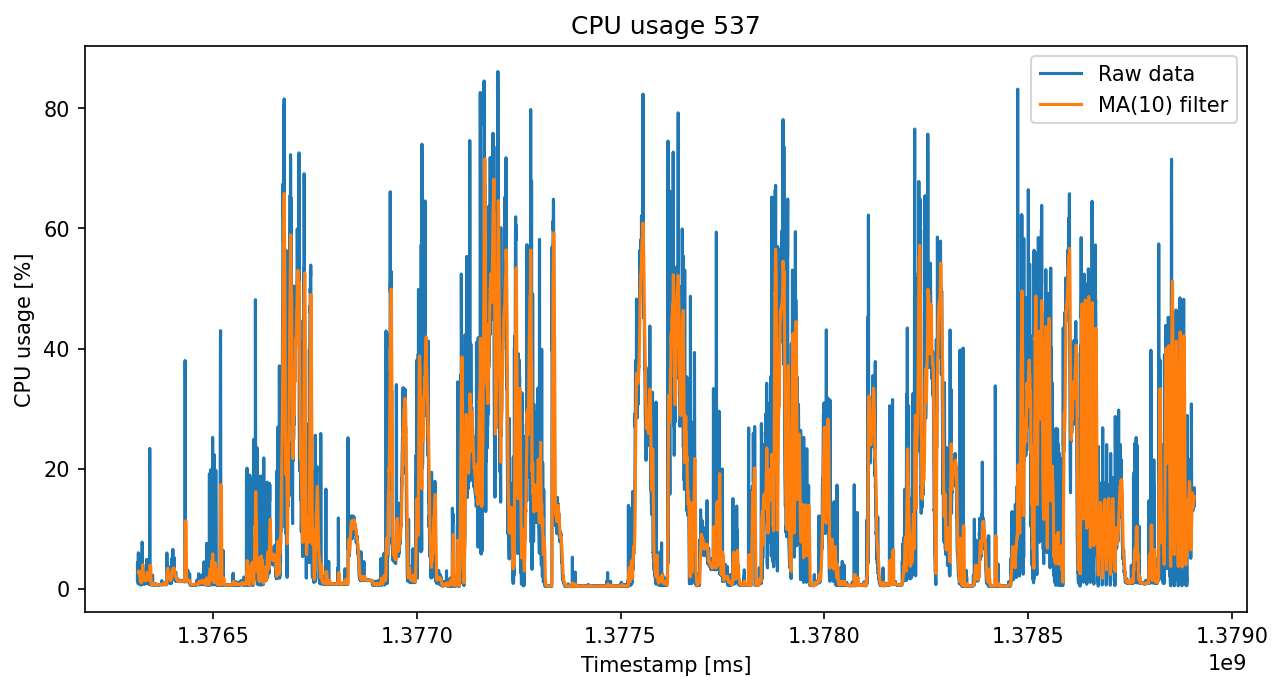 CPU usage 537
Raw data
MA(10) filter
CPU usage [%]
80
60
40
20
0
1.3765 1.3770 1.3775 1.3780 1.3785 1.3790
1e9
Timestamp [ms]